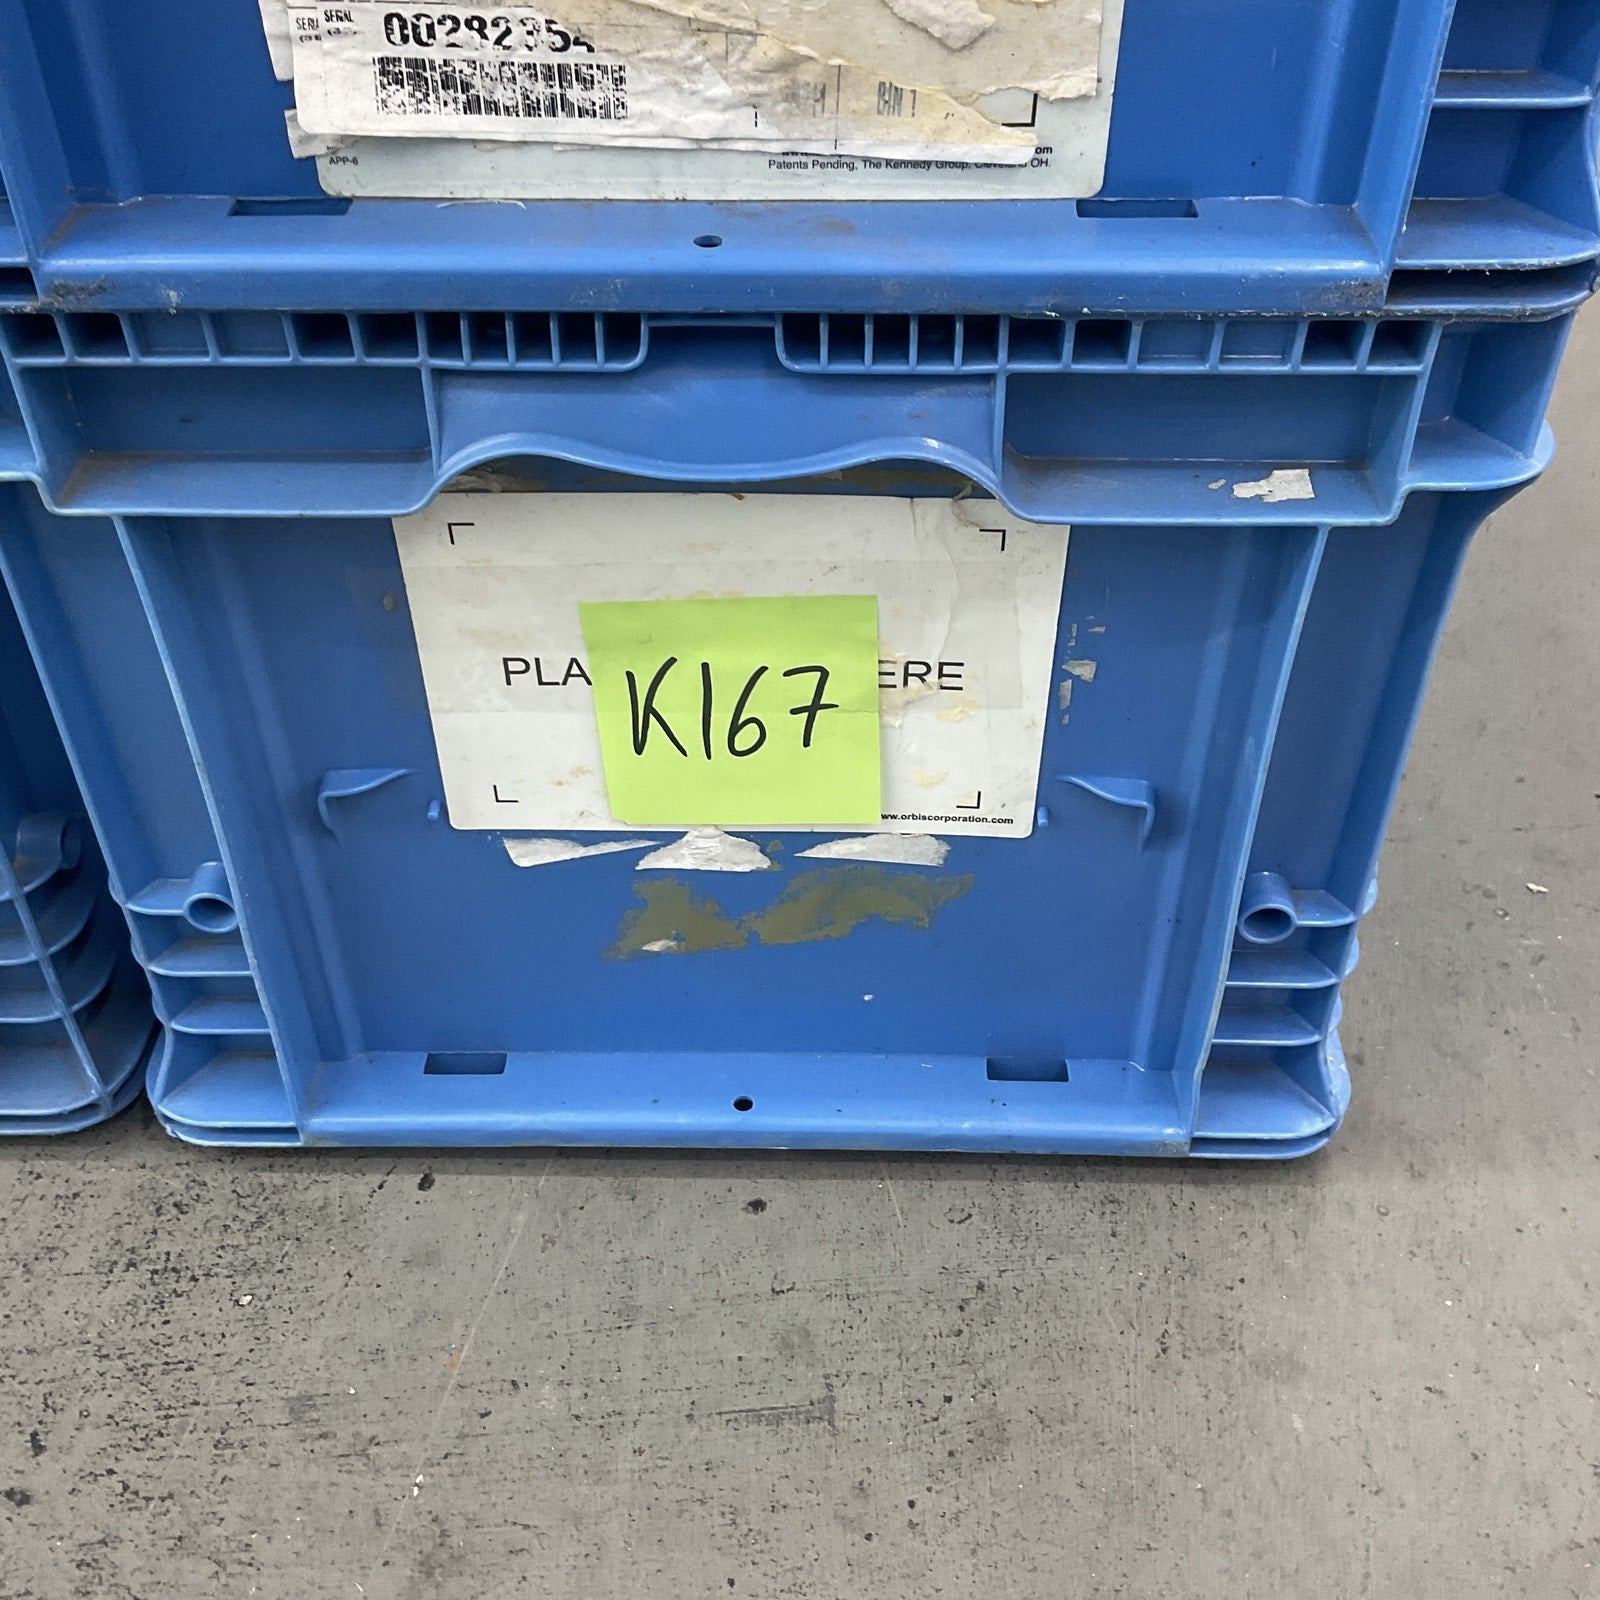 SERIAL
00282354
BIN 1
APP-6
Patents Pending, The Kennedy Group, Cleveland OH.
PLA ERE
K167
www.orbiscorporation.com